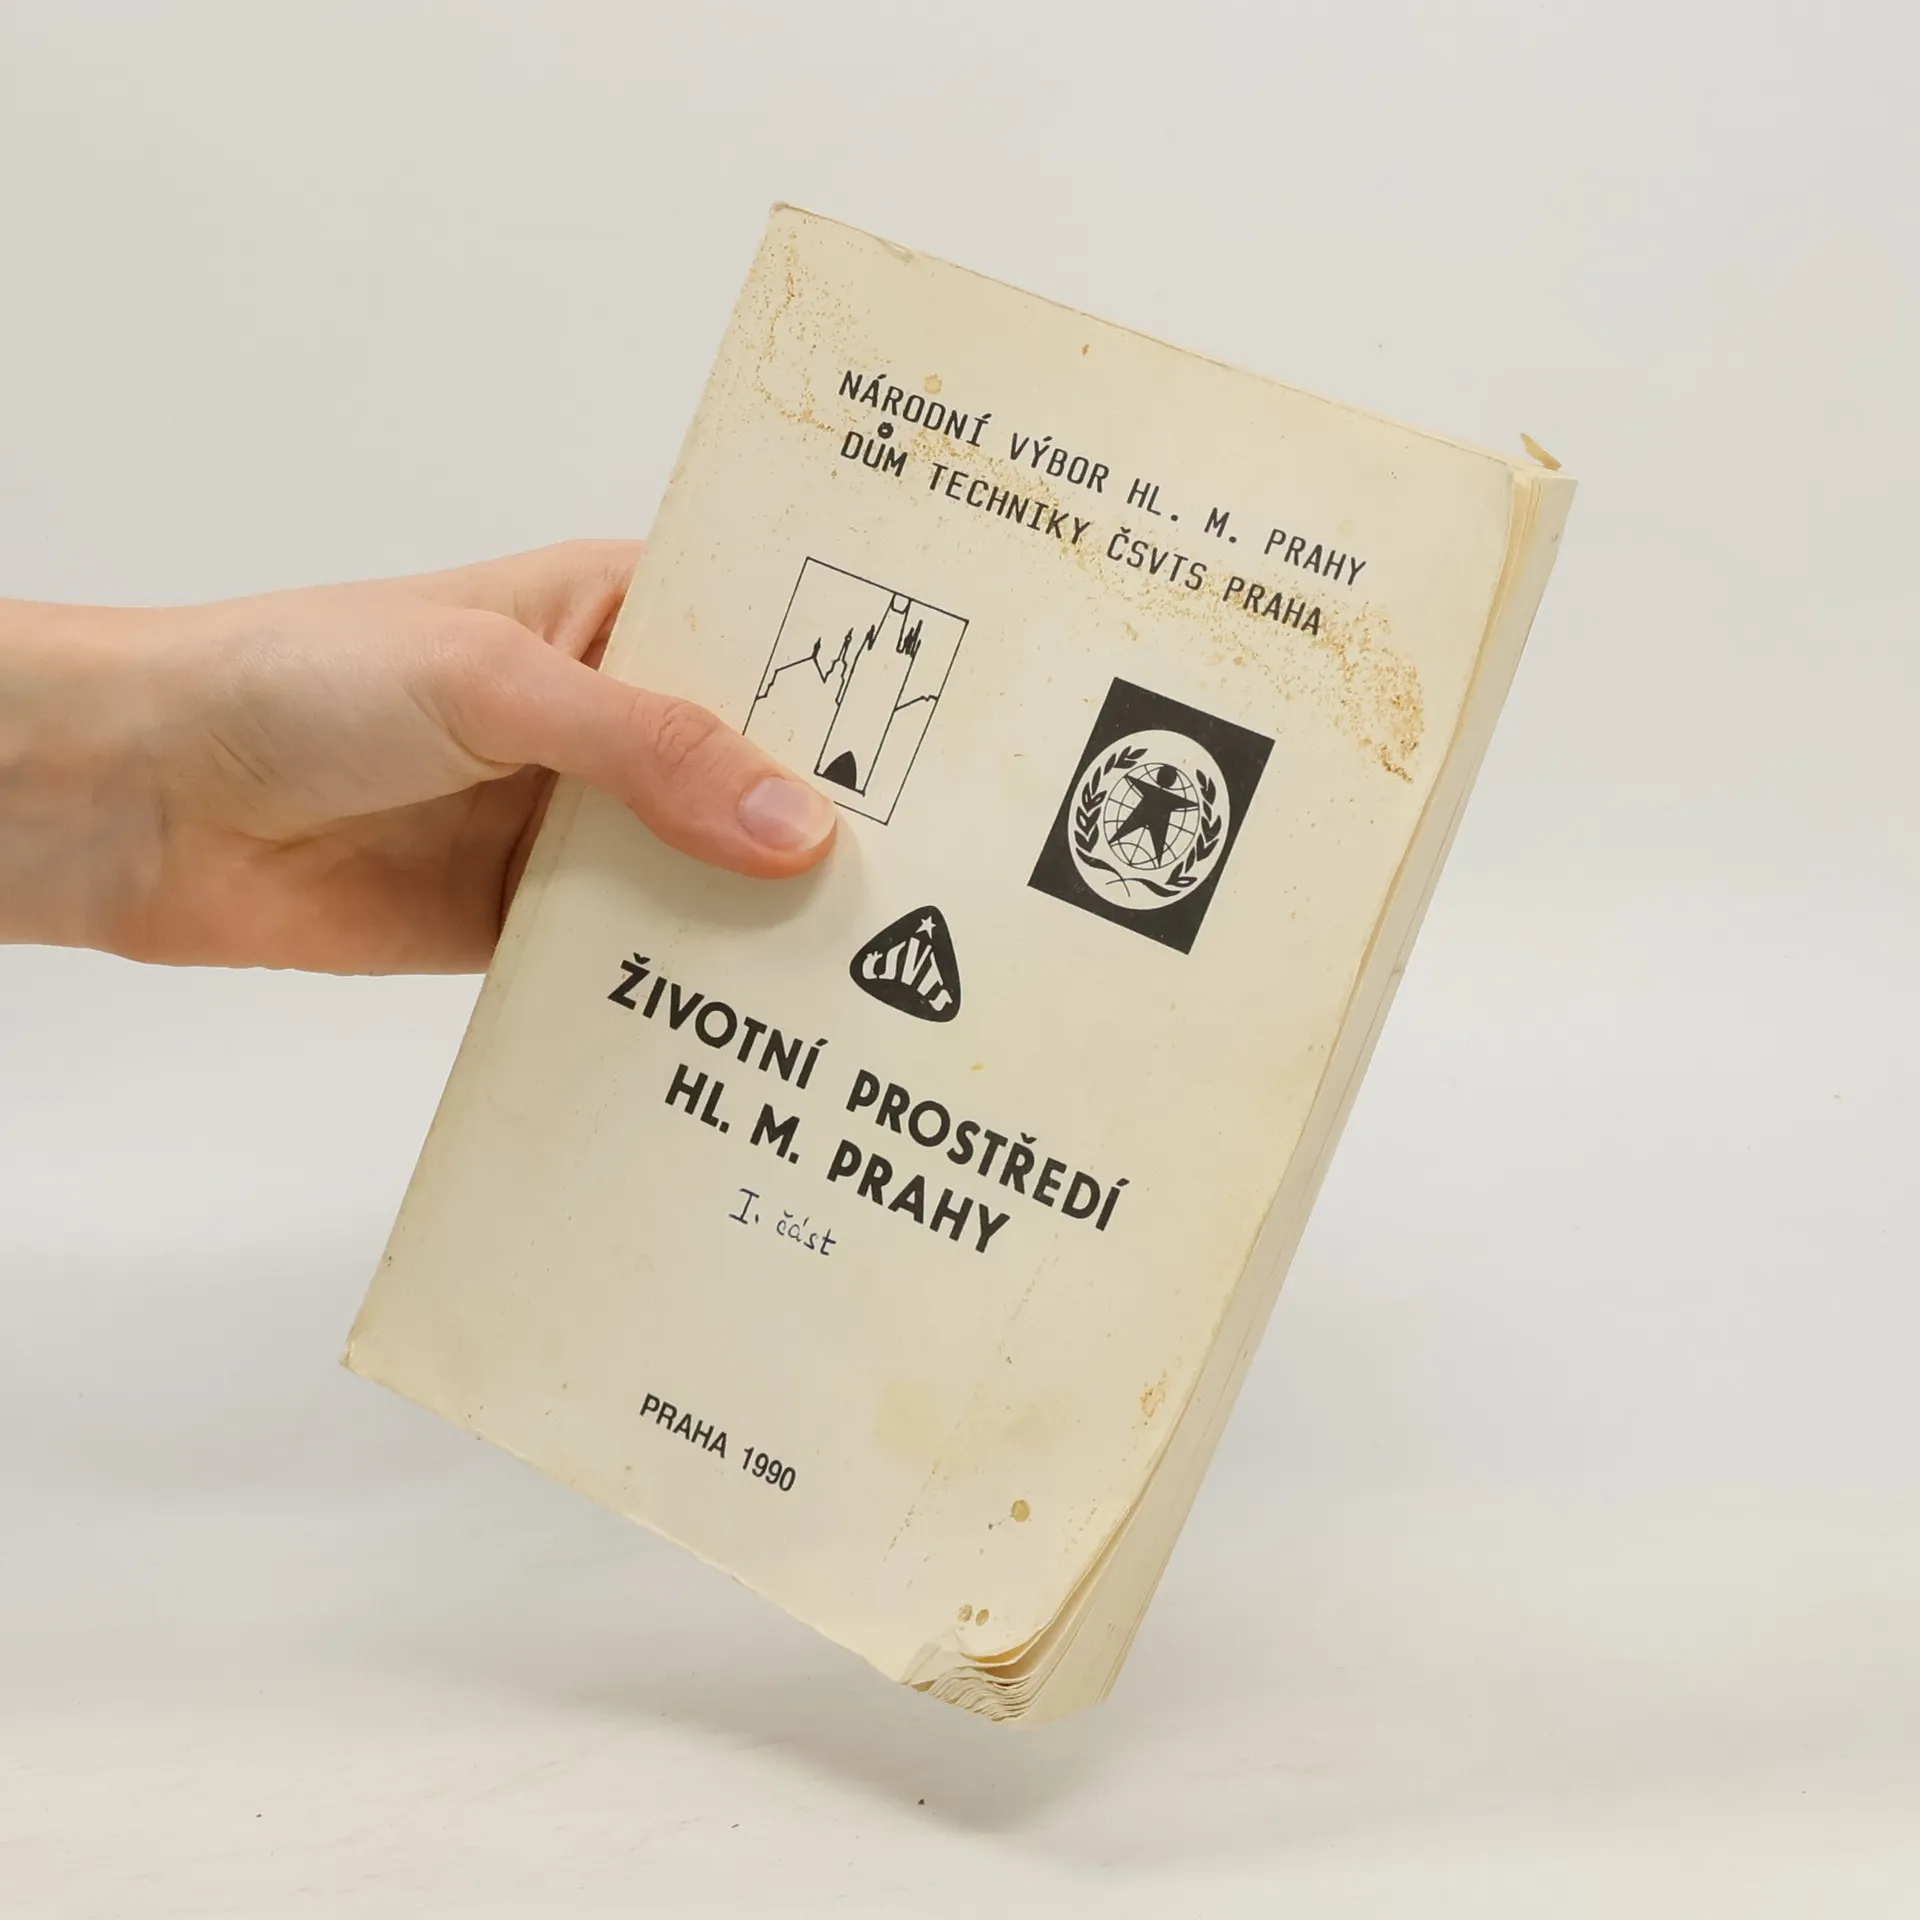 NÁRODNÍ VÝBOR HL. M. PRAHY
DŮM TECHNIKY ČSVTS PRAHA
ČSVTS
ŽIVOTNÍ PROSTŘEDÍ
HL. M. PRAHY
I. část
PRAHA 1990